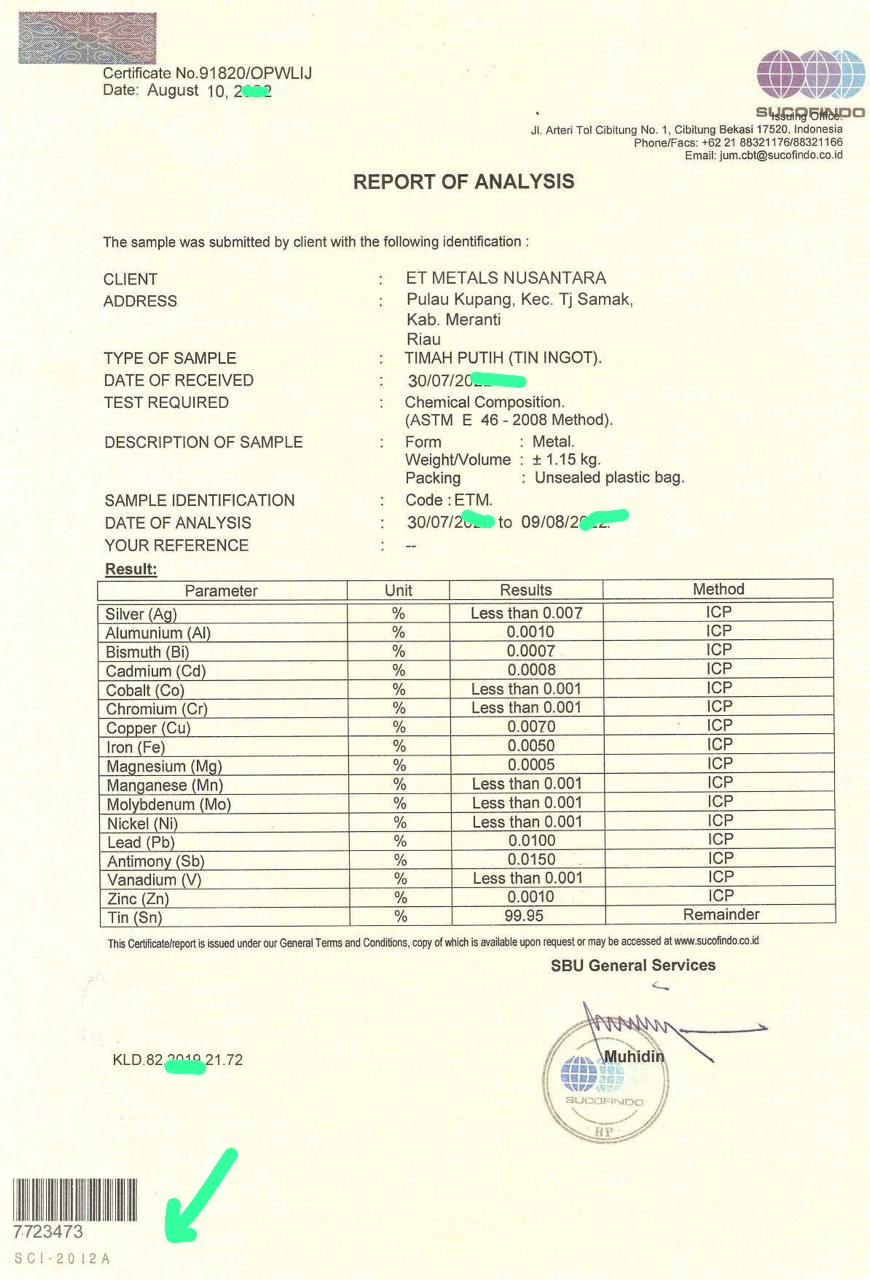 Certificate No.91820/OPWLIJ
Date: August 10, 2
SUCOFINDO
Issuing Office:
Jl. Arteri Tol Cibitung No. 1, Cibitung Bekasi 17520, Indonesia
Phone/Facs: +62 21 88321176/88321166
Email: jum.cbt@sucofindo.co.id
REPORT OF ANALYSIS
The sample was submitted by client with the following identification :
CLIENT : ET METALS NUSANTARA
ADDRESS : Pulau Kupang, Kec. Tj Samak,
Kab. Meranti
Riau
TYPE OF SAMPLE : TIMAH PUTIH (TIN INGOT).
DATE OF RECEIVED : 30/07/20
TEST REQUIRED : Chemical Composition.
(ASTM E 46 - 2008 Method).
DESCRIPTION OF SAMPLE : Form : Metal.
Weight/Volume : ± 1.15 kg.
Packing : Unsealed plastic bag.
SAMPLE IDENTIFICATION : Code : ETM.
DATE OF ANALYSIS : 30/07/20 to 09/08/2
YOUR REFERENCE : --
Result:
Parameter Unit Results Method
Silver (Ag) % Less than 0.007 ICP
Alumunium (Al) % 0.0010 ICP
Bismuth (Bi) % 0.0007 ICP
Cadmium (Cd) % 0.0008 ICP
Cobalt (Co) % Less than 0.001 ICP
Chromium (Cr) % Less than 0.001 ICP
Copper (Cu) % 0.0070 ICP
Iron (Fe) % 0.0050 ICP
Magnesium (Mg) % 0.0005 ICP
Manganese (Mn) % Less than 0.001 ICP
Molybdenum (Mo) % Less than 0.001 ICP
Nickel (Ni) % Less than 0.001 ICP
Lead (Pb) % 0.0100 ICP
Antimony (Sb) % 0.0150 ICP
Vanadium (V) % Less than 0.001 ICP
Zinc (Zn) % 0.0010 ICP
Tin (Sn) % 99.95 Remainder
This Certificate/report is issued under our General Terms and Conditions, copy of which is available upon request or may be accessed at www.sucofindo.co.id
SBU General Services
Muhidin
SUCOFINDO
BP
KLD.82.2019.21.72
7723473
SCI-2012A